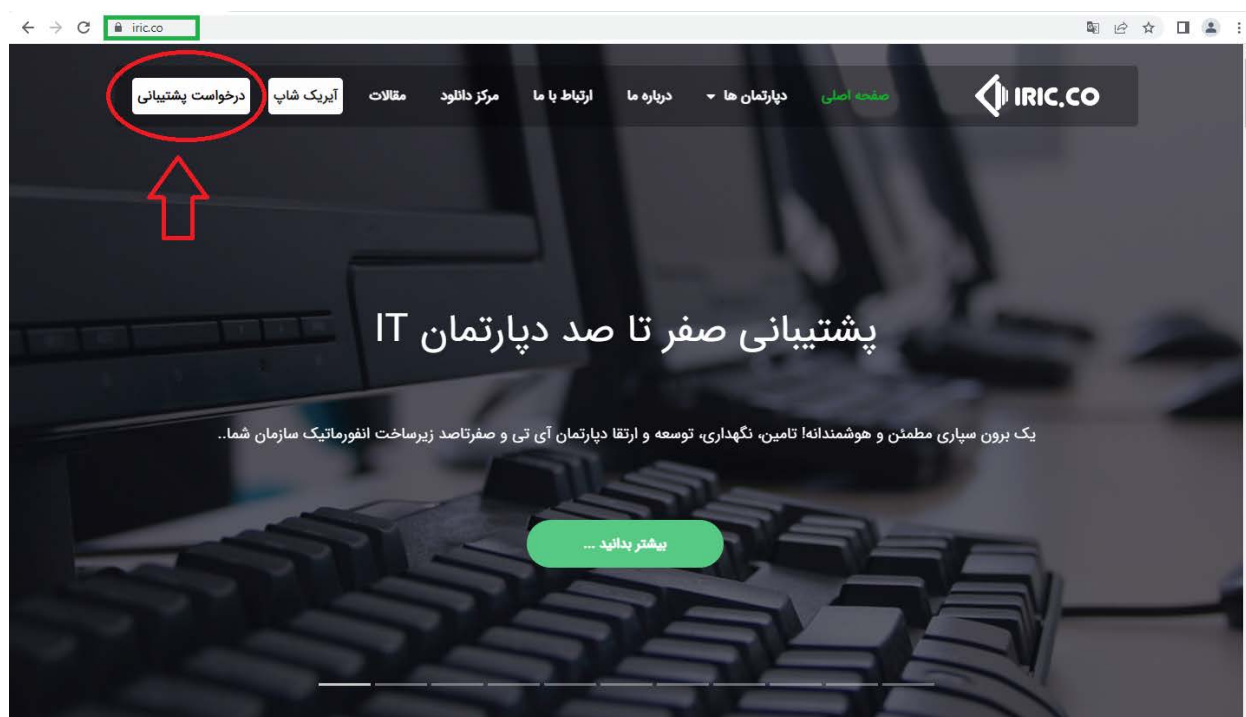 iric.co
IRIC.CO صفحه اصلی دپارتمان ها درباره ما ارتباط با ما مرکز دانلود مقالات آیریک شاپ درخواست پشتیبانی
پشتیبانی صفر تا صد دپارتمان IT
یک برون سپاری مطمئن و هوشمندانه! تامین، نگهداری، توسعه و ارتقا دپارتمان آی تی و صفرتاصد زیرساخت انفورماتیک سازمان شما..
بیشتر بدانید ...